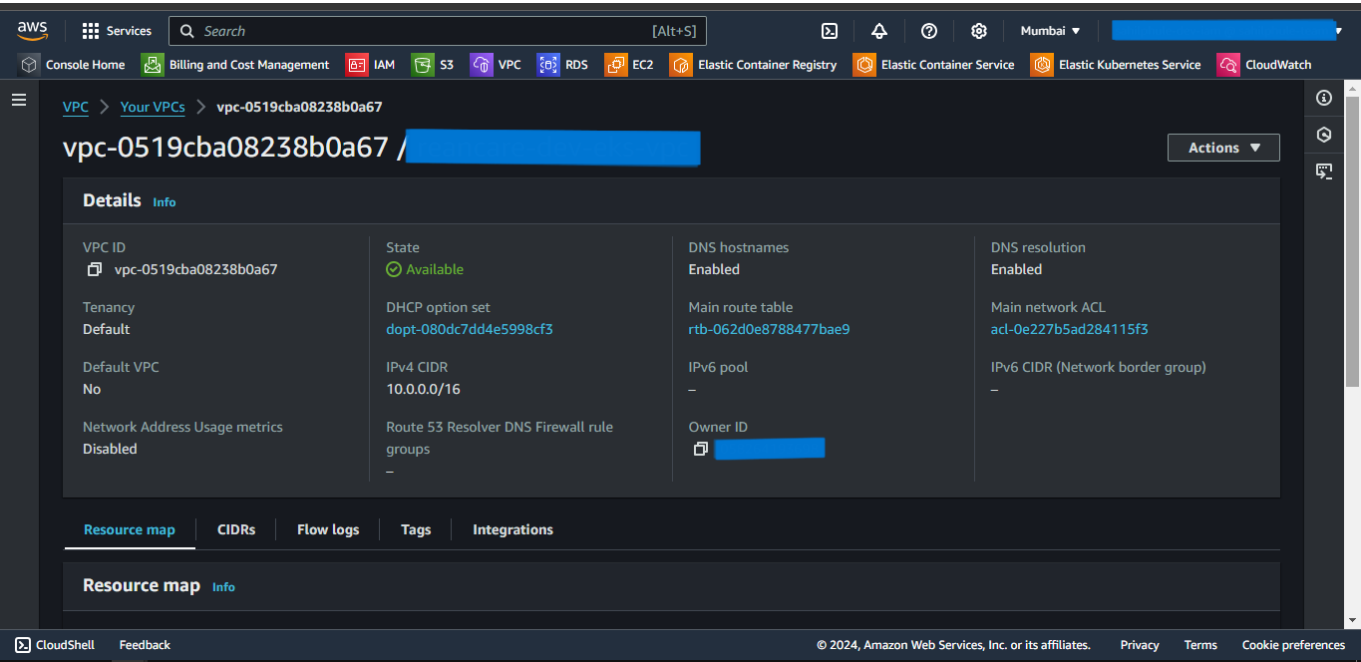 aws Services Search [Alt+S] Mumbai ▼
Console Home Billing and Cost Management IAM S3 VPC RDS EC2 Elastic Container Registry Elastic Container Service Elastic Kubernetes Service CloudWatch
VPC > Your VPCs > vpc-0519cba08238b0a67
vpc-0519cba08238b0a67 /
Actions ▼
Details Info
VPC ID
vpc-0519cba08238b0a67
State
Available
DNS hostnames
Enabled
DNS resolution
Enabled
Tenancy
Default
DHCP option set
dopt-080dc7dd4e5998cf3
Main route table
rtb-062d0e8788477bae9
Main network ACL
acl-0e227b5ad284115f3
Default VPC
No
IPv4 CIDR
10.0.0.0/16
IPv6 pool
–
IPv6 CIDR (Network border group)
–
Network Address Usage metrics
Disabled
Route 53 Resolver DNS Firewall rule
groups
–
Owner ID
Resource map CIDRs Flow logs Tags Integrations
Resource map Info
CloudShell Feedback © 2024, Amazon Web Services, Inc. or its affiliates. Privacy Terms Cookie preferences